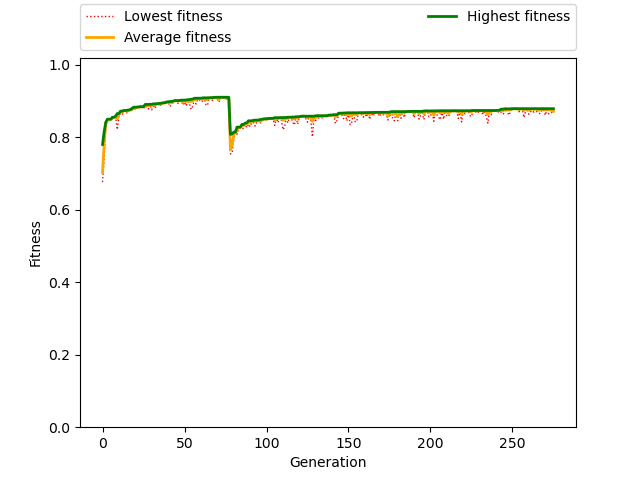 Lowest fitness
Average fitness
Highest fitness
1.0
0.8
0.6
0.4
0.2
0.0
Fitness
0 50 100 150 200 250
Generation